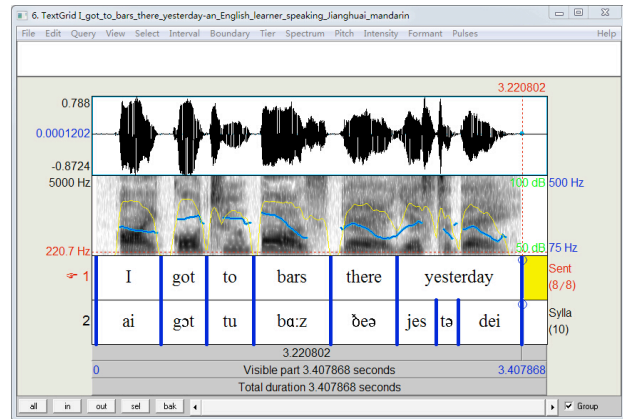 6. TextGrid I_got_to_bars_there_yesterday-an_English_learner_speaking_Jianghuai_mandarin
File Edit Query View Select Interval Boundary Tier Spectrum Pitch Intensity Formant Pulses Help
3.220802
0.788
0.0001202
-0.8724
5000 Hz 100 dB 500 Hz
220.7 Hz 50 dB 75 Hz
1 I got to bars there yesterday Sent (8/8)
2 ai gɔt tu bɑ:z ðeə jes tə dei Sylla (10)
3.220802
0 Visible part 3.407868 seconds 3.407868
Total duration 3.407868 seconds
all in out sel bak Group